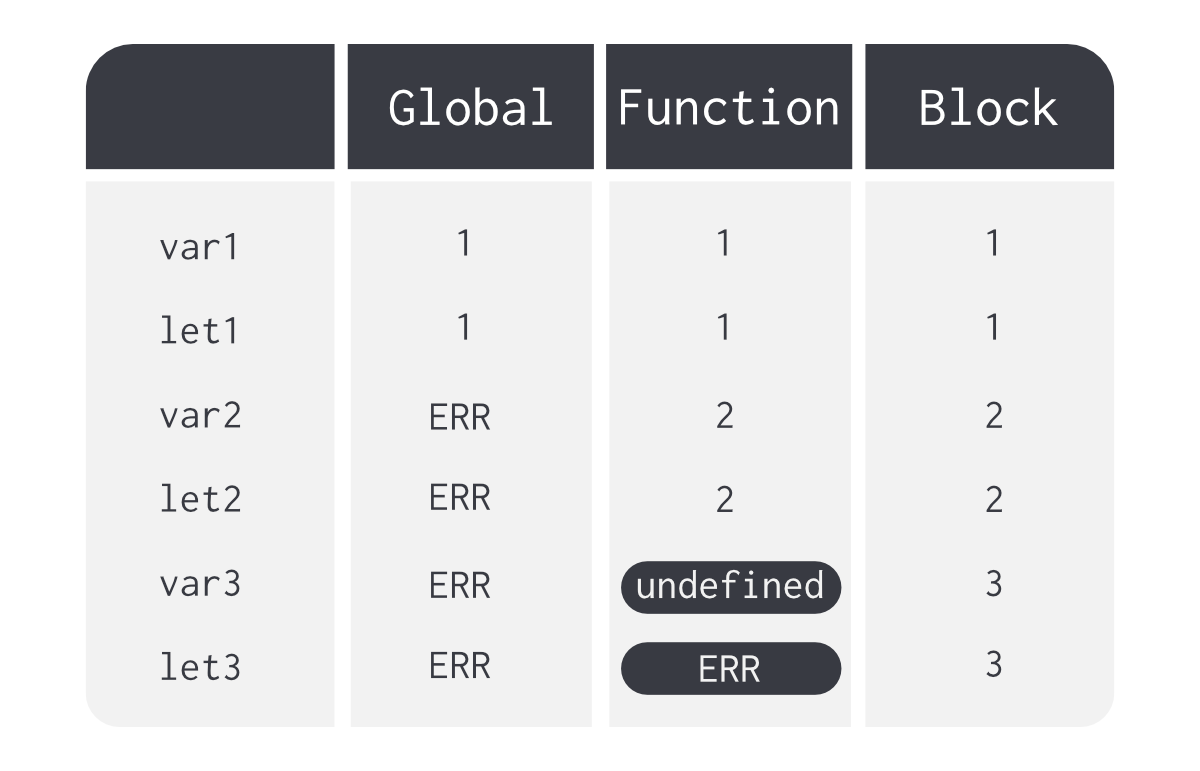 Global Function Block
var1 1 1 1
let1 1 1 1
var2 ERR 2 2
let2 ERR 2 2
var3 ERR undefined 3
let3 ERR ERR 3